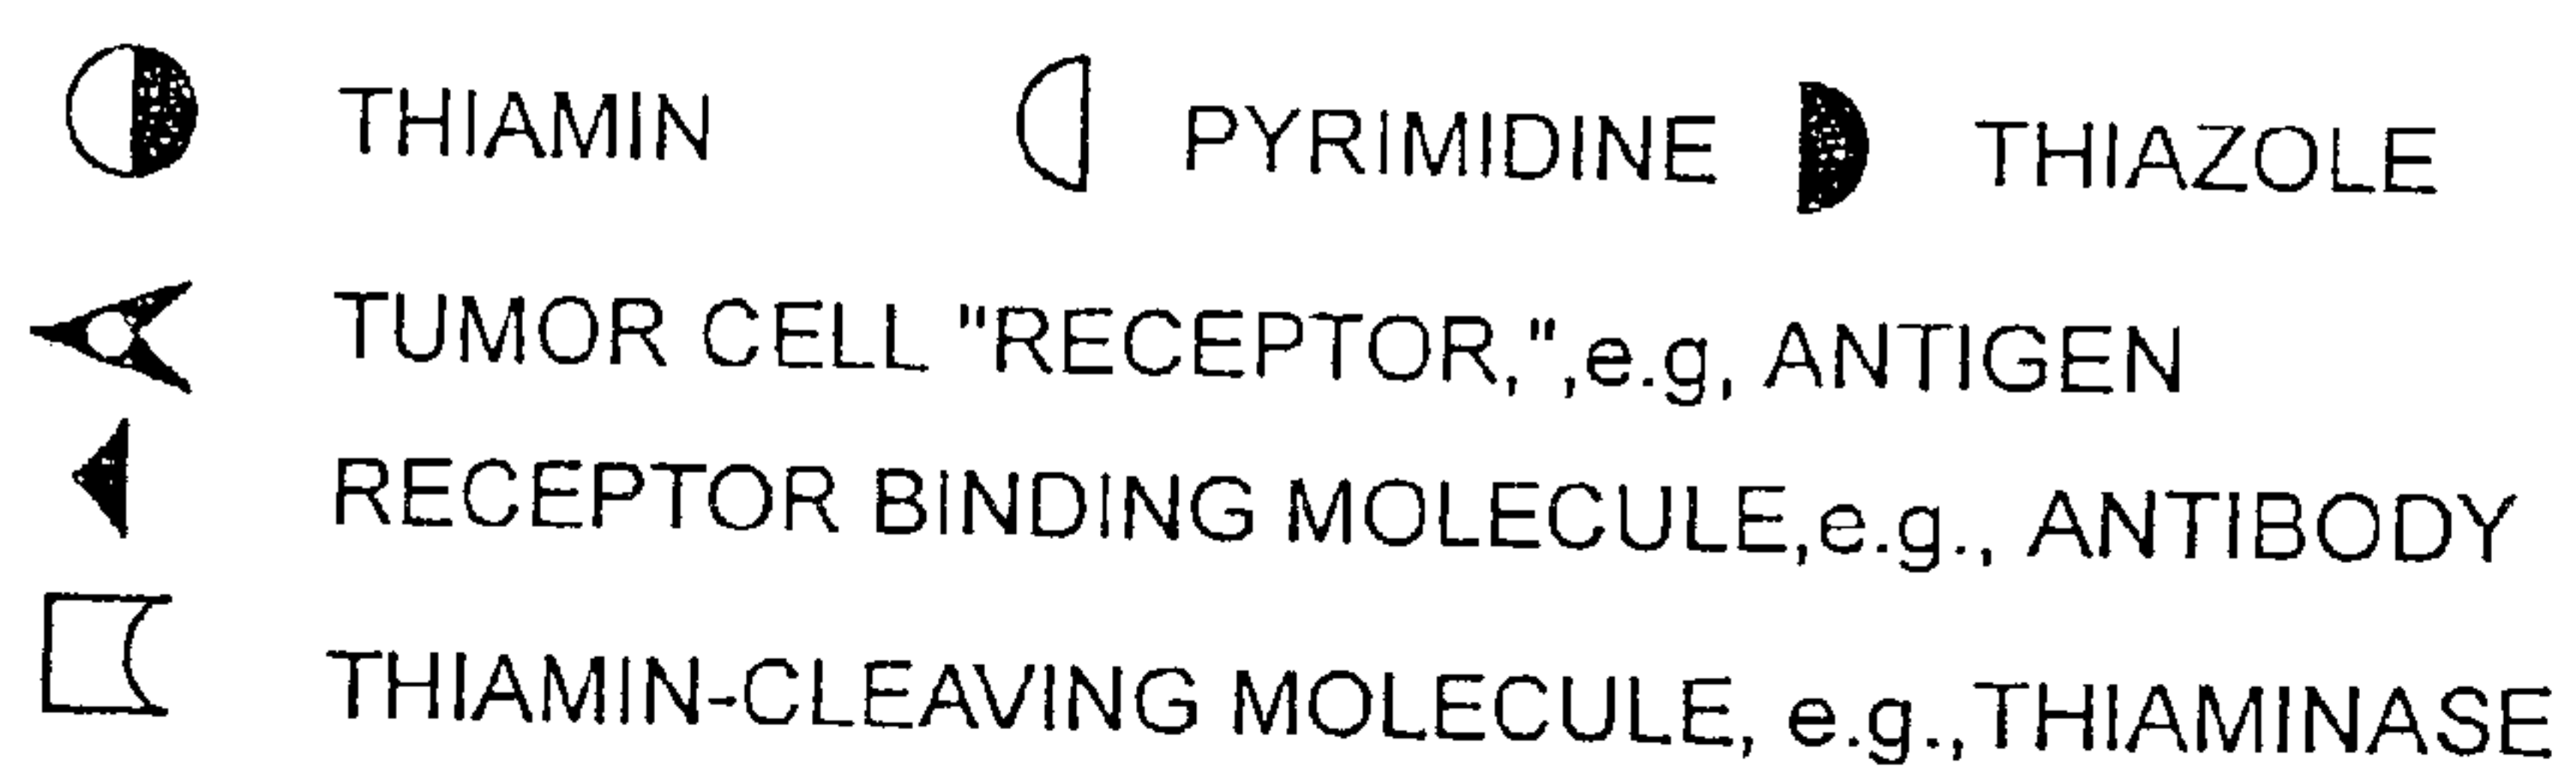 THIAMIN PYRIMIDINE THIAZOLE
TUMOR CELL "RECEPTOR,",e.g, ANTIGEN
RECEPTOR BINDING MOLECULE,e.g., ANTIBODY
THIAMIN-CLEAVING MOLECULE, e.g.,THIAMINASE